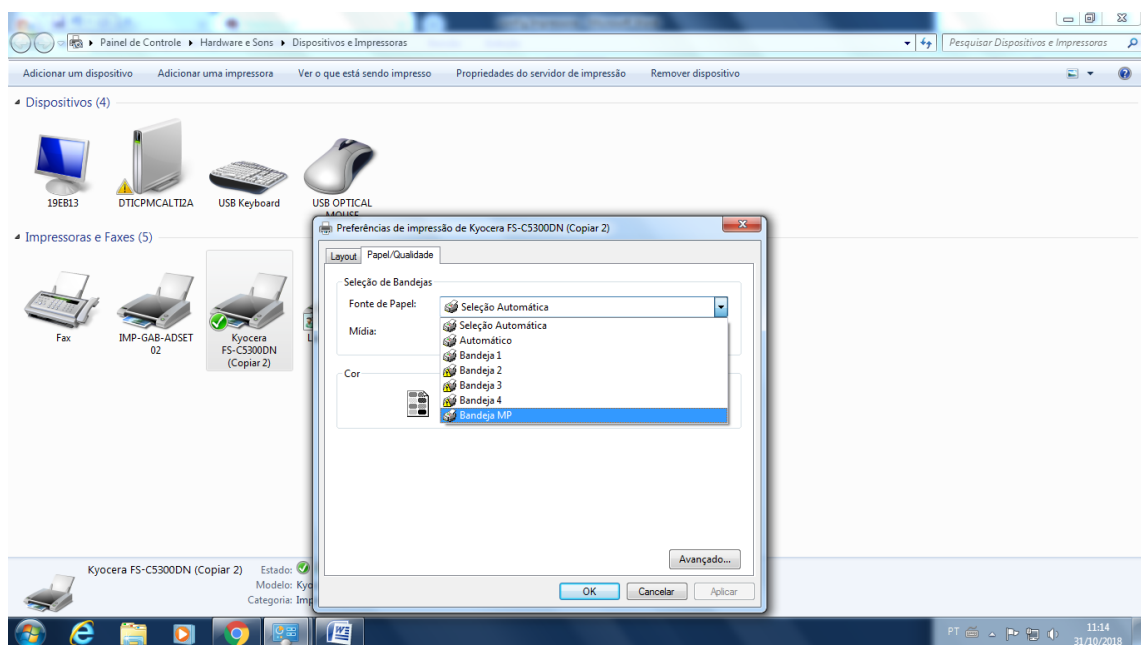 Painel de Controle ▸ Hardware e Sons ▸ Dispositivos e Impressoras
Pesquisar Dispositivos e Impressoras
Adicionar um dispositivo Adicionar uma impressora Ver o que está sendo impresso Propriedades do servidor de impressão Remover dispositivo
Dispositivos (4)
19EB13
DTICPMCALTI2A
USB Keyboard
USB OPTICAL
MOUSE
Impressoras e Faxes (5)
Fax
IMP-GAB-ADSET
02
Kyocera
FS-C5300DN
(Copiar 2)
L
Preferências de impressão de Kyocera FS-C5300DN (Copiar 2)
Layout Papel/Qualidade
Seleção de Bandejas
Fonte de Papel: Seleção Automática
Mídia:
Seleção Automática
Automático
Bandeja 1
Bandeja 2
Bandeja 3
Bandeja 4
Bandeja MP
Cor
Avançado...
OK Cancelar Aplicar
Kyocera FS-C5300DN (Copiar 2) Estado:
Modelo: Kyo
Categoria: Imp
PT 11:14
31/10/2018